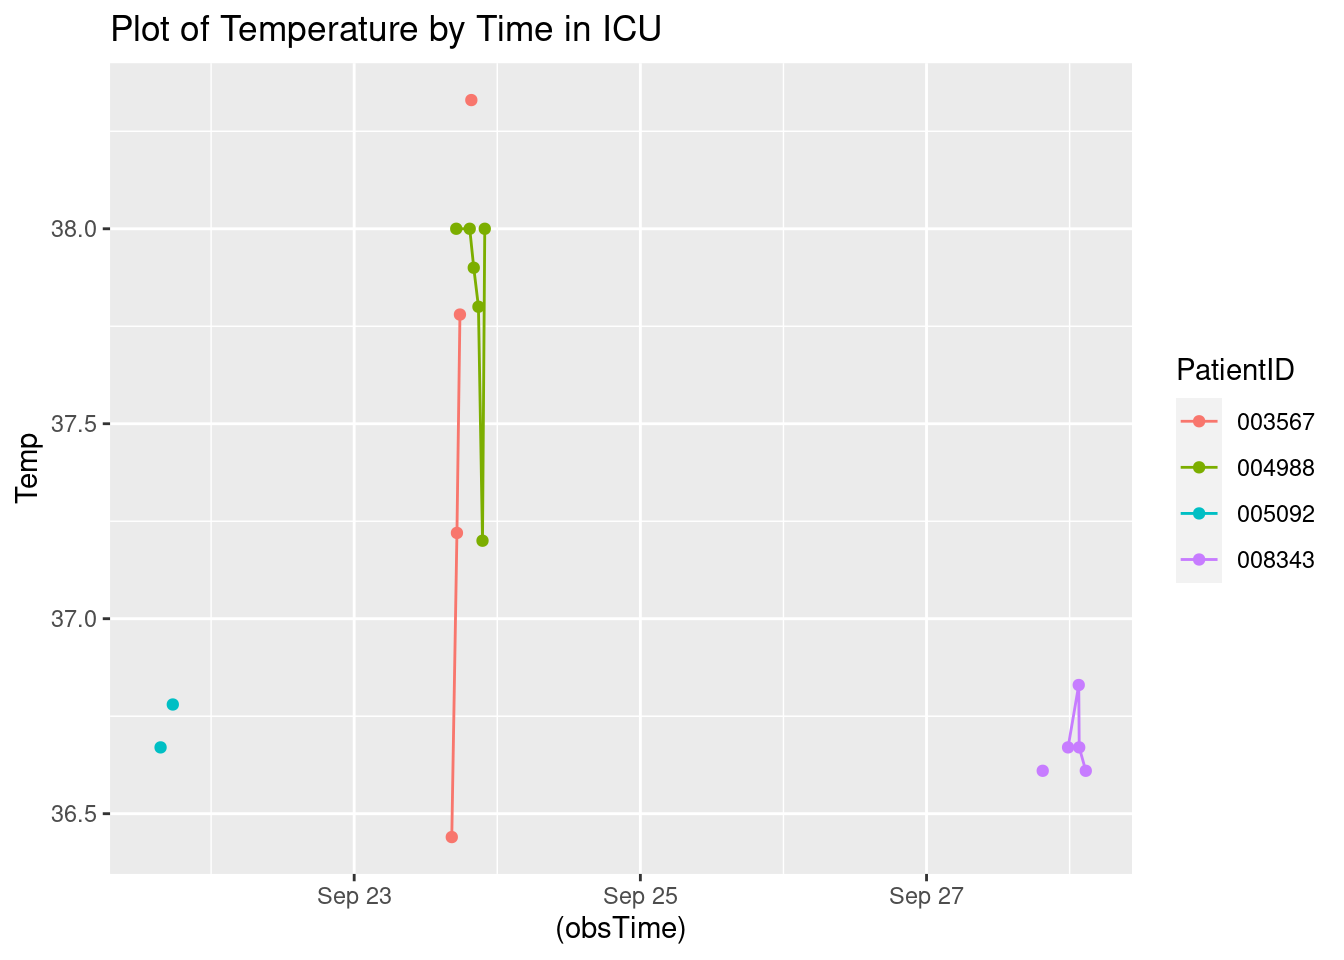 Plot of Temperature by Time in ICU
38.0
37.5
37.0
36.5
Temp
Sep 23
Sep 25
Sep 27
(obsTime)
PatientID
003567
004988
005092
008343